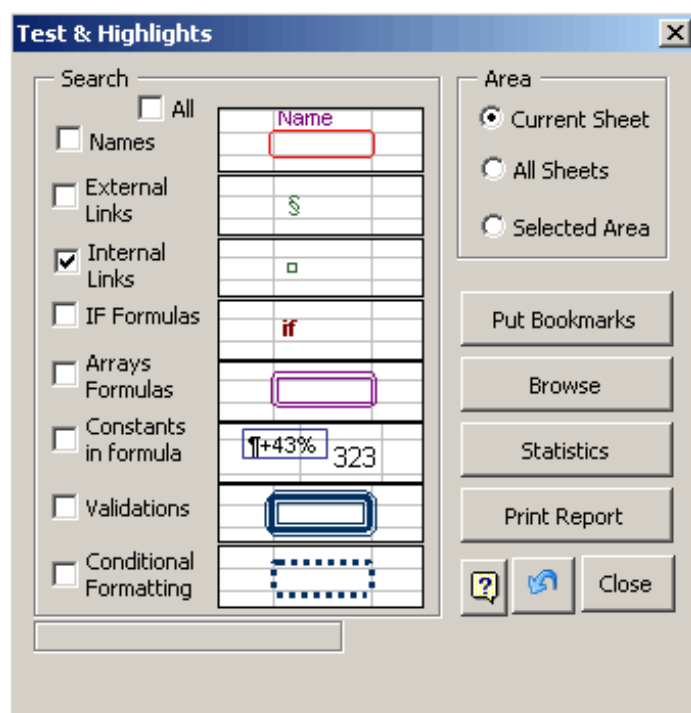 Test & Highlights
Search
All
Names
Name
External
Links
§
Internal
Links
IF Formulas
if
Arrays
Formulas
Constants
in formula
¶+43%
323
Validations
Conditional
Formatting
Area
Current Sheet
All Sheets
Selected Area
Put Bookmarks
Browse
Statistics
Print Report
?
Close